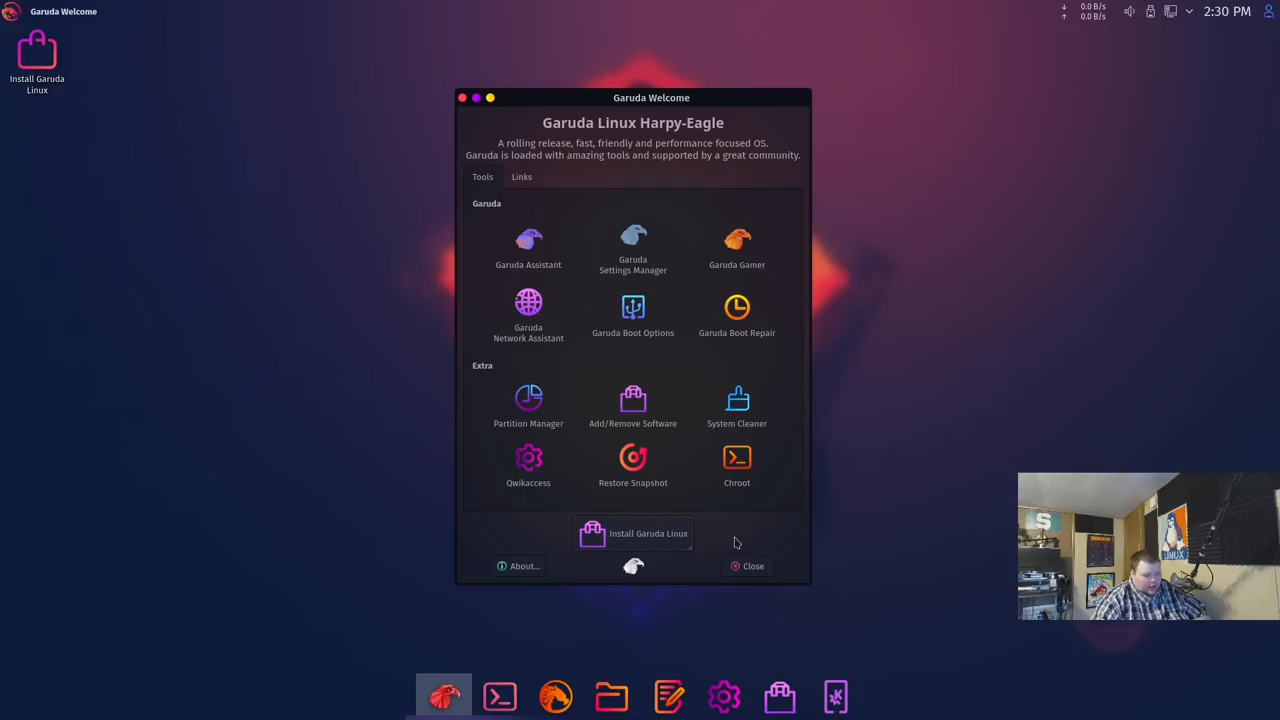 Garuda Welcome
0.0 B/s
0.0 B/s
2:30 PM
Install Garuda
Linux
Garuda Welcome
Garuda Linux Harpy-Eagle
A rolling release, fast, friendly and performance focused OS.
Garuda is loaded with amazing tools and supported by a great community.
Tools Links
Garuda
Garuda Assistant
Garuda
Settings Manager
Garuda Gamer
Garuda
Network Assistant
Garuda Boot Options
Garuda Boot Repair
Extra
Partition Manager
Add/Remove Software
System Cleaner
Qwikaccess
Restore Snapshot
Chroot
Install Garuda Linux
About...
Close
S
LINUX